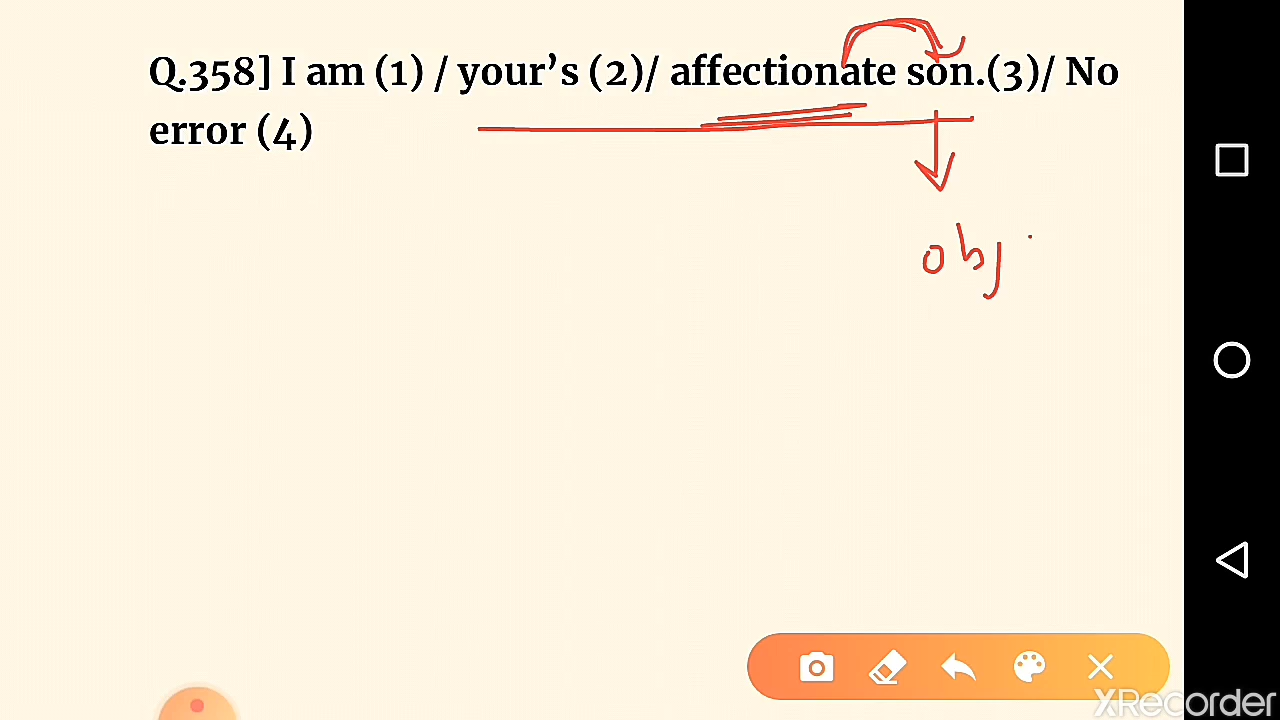 Q.358] I am (1) / your’s (2)/ affectionate son.(3)/ No
error (4)
obj
XRecorder